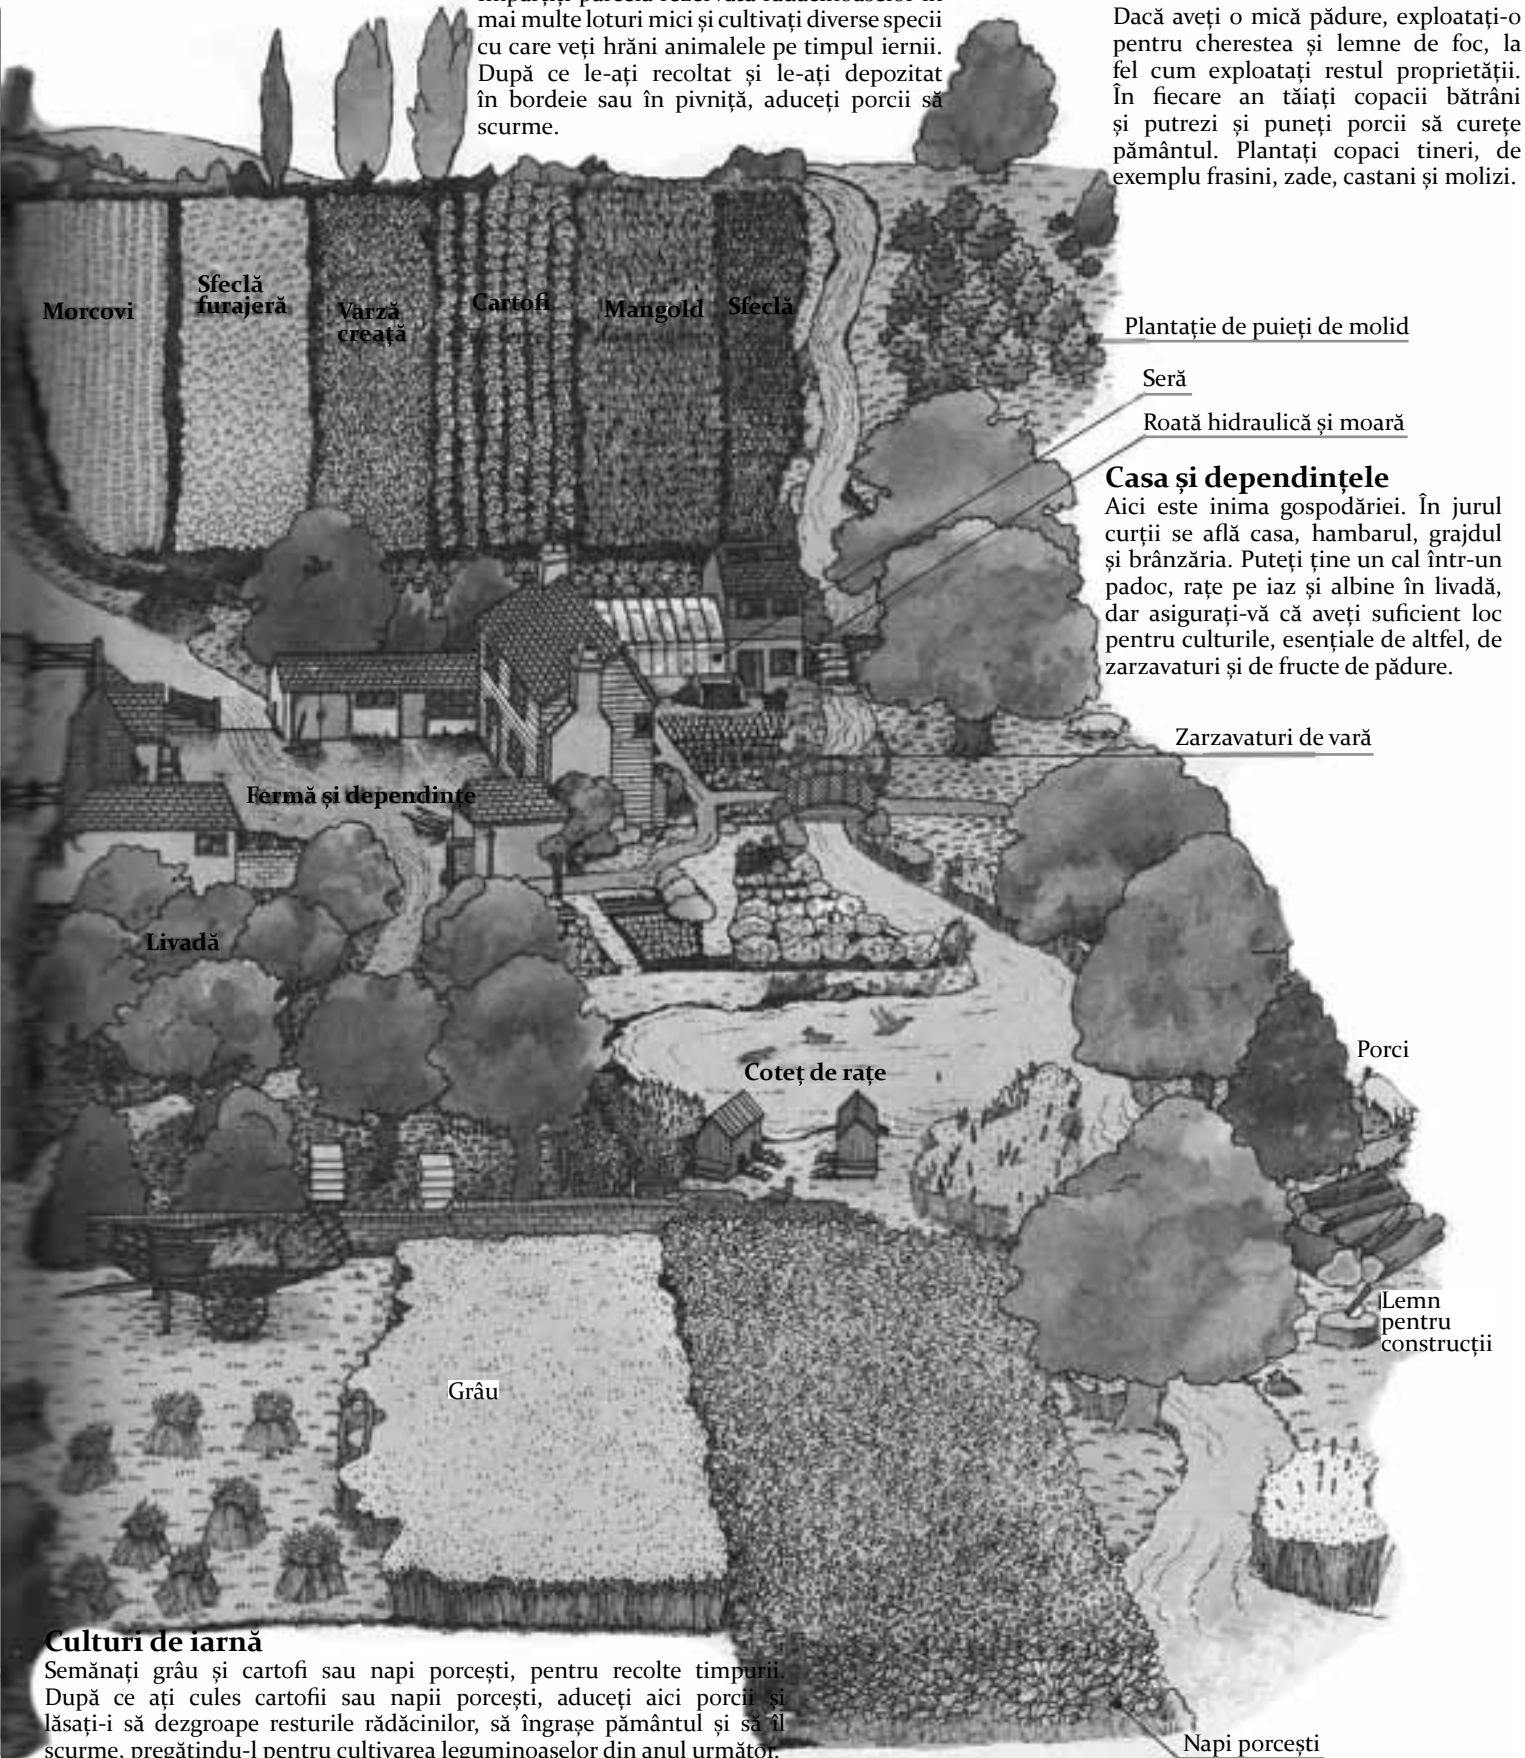 mai multe loturi mici și cultivați diverse specii
cu care veți hrăni animalele pe timpul iernii.
După ce le-ați recoltat și le-ați depozitat
în bordeie sau în pivniță, aduceți porcii să
scurme.
Dacă aveți o mică pădure, exploatați-o
pentru cherestea și lemne de foc, la
fel cum exploatați restul proprietății.
În fiecare an tăiați copacii bătrâni
și putrezi și puneți porcii să curețe
pământul. Plantați copaci tineri, de
exemplu frasini, zade, castani și molizi.
Morcovi
Sfeclă
furajeră
Varză
creață
Cartofi
Mangold
Sfeclă
Plantație de puieți de molid
Seră
Roată hidraulică și moară
Casa și dependințele
Aici este inima gospodăriei. În jurul
curții se află casa, hambarul, grajdul
și brânzăria. Puteți ține un cal într-un
padoc, rațe pe iaz și albine în livadă,
dar asigurați-vă că aveți suficient loc
pentru culturile, esențiale de altfel, de
zarzavaturi și de fructe de pădure.
Zarzavaturi de vară
Fermă și dependințe
Livadă
Coteț de rațe
Porci
Lemn
pentru
construcții
Grâu
Culturi de iarnă
Semănați grâu și cartofi sau napi porcești, pentru recolte timpurii.
După ce ați cules cartofii sau napii porcești, aduceți aici porcii și
lăsați-i să dezgroape resturile rădăcinilor, să îngrașe pământul și să îl
scurme, pregătindu-l pentru cultivarea leguminoaselor din anul următor.
Napi porcești